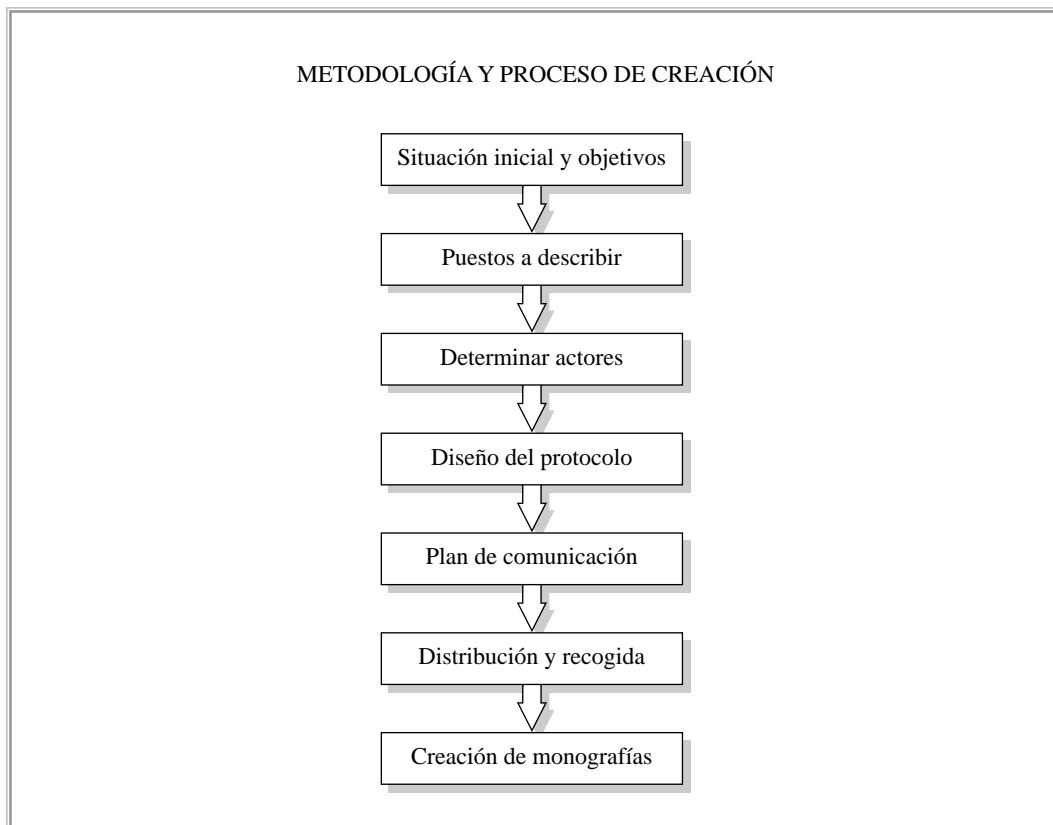 METODOLOGÍA Y PROCESO DE CREACIÓN
Situación inicial y objetivos
Puestos a describir
Determinar actores
Diseño del protocolo
Plan de comunicación
Distribución y recogida
Creación de monografías